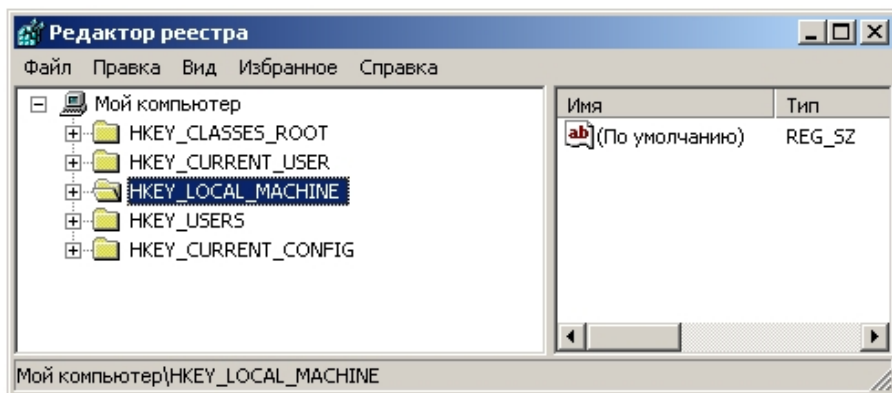 Редактор реестра
Файл Правка Вид Избранное Справка
Мой компьютер
HKEY_CLASSES_ROOT
HKEY_CURRENT_USER
HKEY_LOCAL_MACHINE
HKEY_USERS
HKEY_CURRENT_CONFIG
Имя Тип
ab (По умолчанию) REG_SZ
Мой компьютер\HKEY_LOCAL_MACHINE